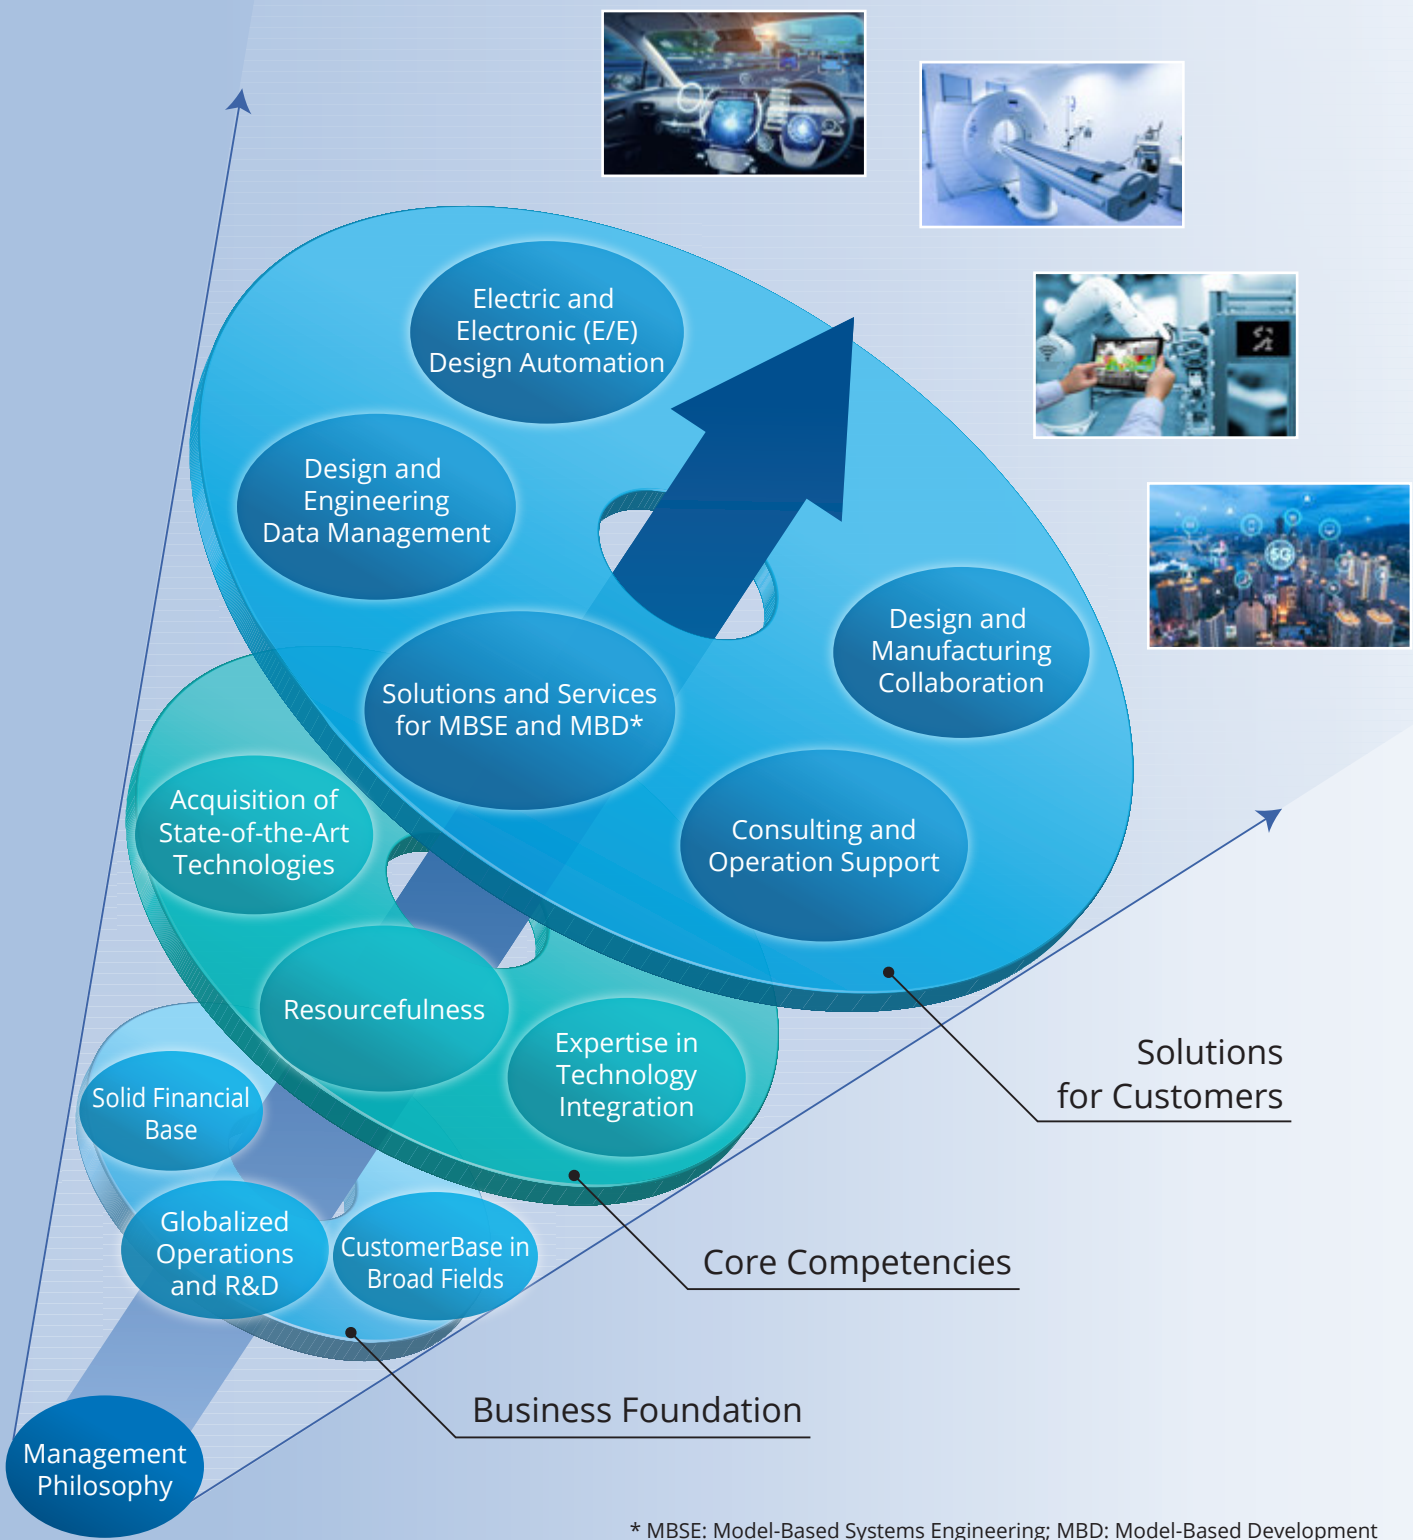 5G
Electric and
Electronic (E/E)
Design Automation
Design and
Engineering
Data Management
Solutions and Services
for MBSE and MBD*
Design and
Manufacturing
Collaboration
Consulting and
Operation Support
Solutions
for Customers
Acquisition of
State-of-the-Art
Technologies
Resourcefulness
Expertise in
Technology
Integration
Core Competencies
Solid Financial
Base
Globalized
Operations
and R&D
CustomerBase in
Broad Fields
Business Foundation
Management
Philosophy
* MBSE: Model-Based Systems Engineering; MBD: Model-Based Development